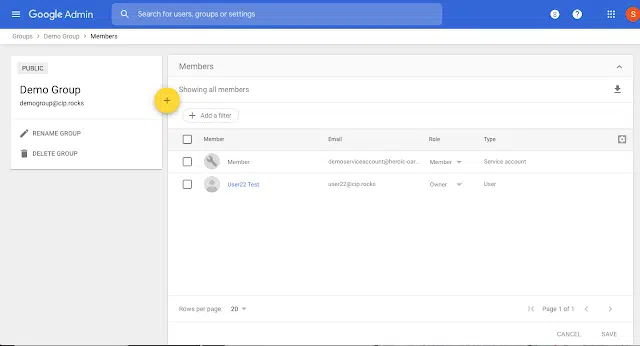 Google Admin
Search for users, groups or settings
S
?
S
Groups > Demo Group > Members
PUBLIC
Demo Group
demogroup@cip.rocks
RENAME GROUP
DELETE GROUP
Members
Showing all members
+ Add a filter
Member Email Role Type
Member demoserviceaccount@heroic-oar... Member Service account
User22 Test user22@cip.rocks Owner User
Rows per page: 20
Page 1 of 1
CANCEL SAVE